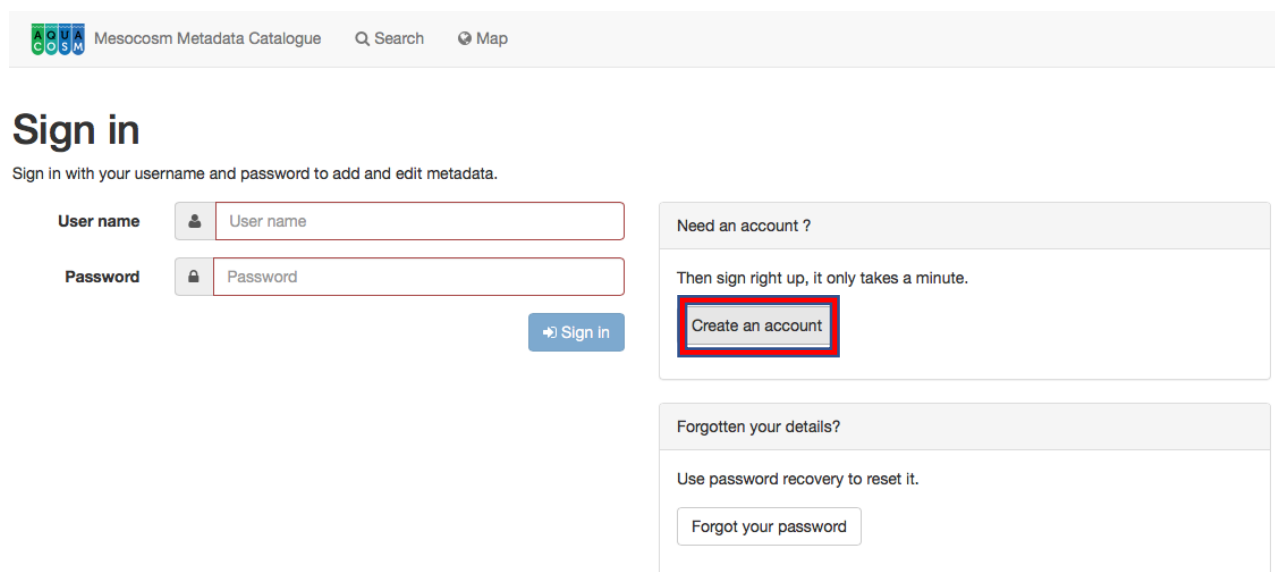 AQUA
COSM
Mesocosm Metadata Catalogue Search Map
Sign in
Sign in with your username and password to add and edit metadata.
User name User name
Password Password
Sign in
Need an account ?
Then sign right up, it only takes a minute.
Create an account
Forgotten your details?
Use password recovery to reset it.
Forgot your password